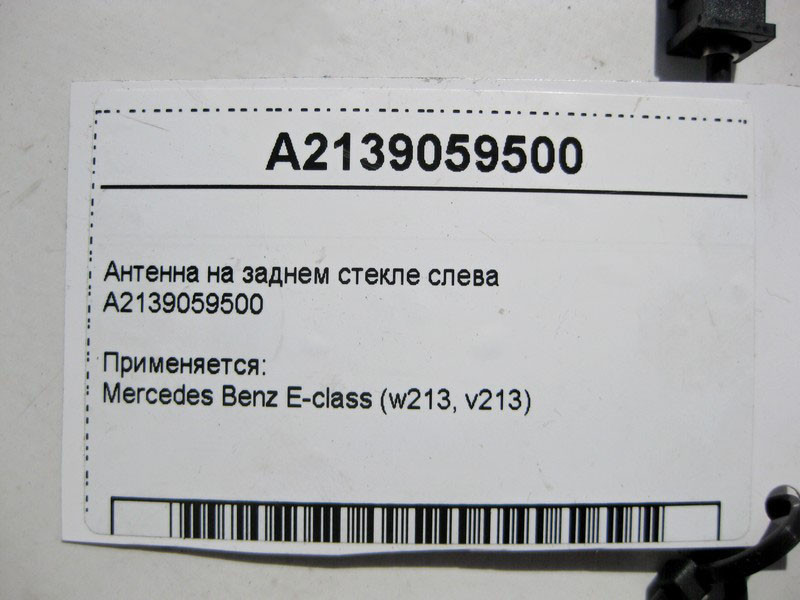 A2139059500
Антенна на заднем стекле слева
A2139059500
Применяется:
Mercedes Benz E-class (w213, v213)